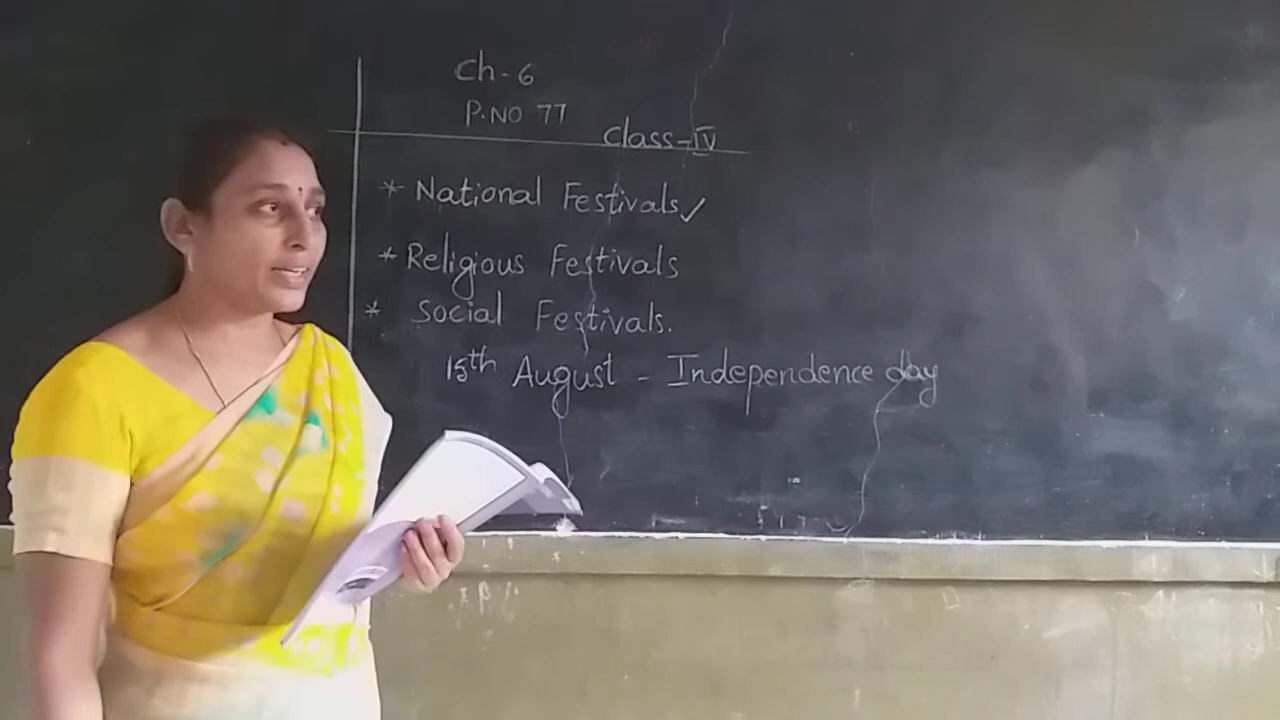 Ch-6
P.NO 77
Class-IV
* National Festivals ✓
* Religious Festivals
* Social Festivals.
15th August - Independence day